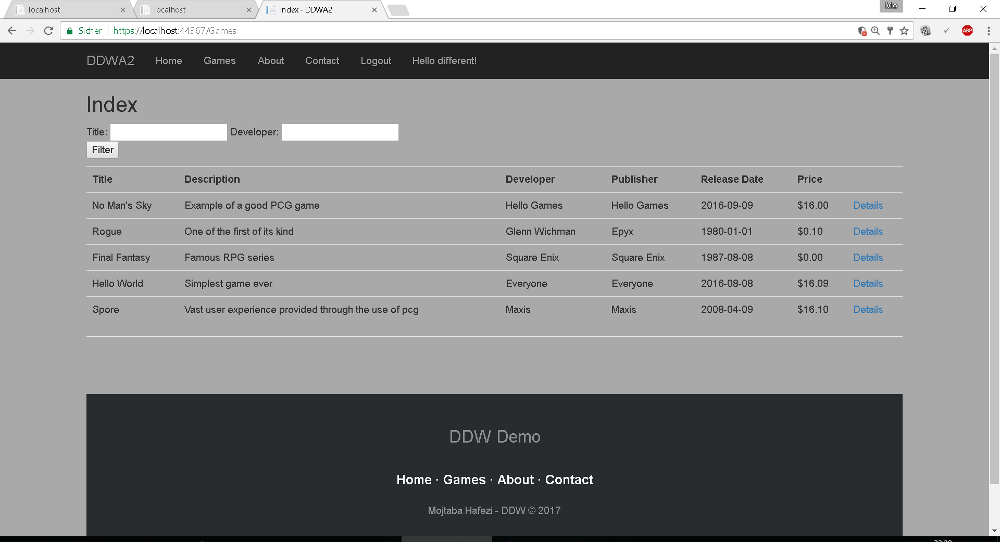 localhost localhost Index - DDWA2 Mo
Sicher https://localhost:44367/Games ABP
DDWA2 Home Games About Contact Logout Hello different!
Index
Title: Developer:
Filter
Title Description Developer Publisher Release Date Price
No Man's Sky Example of a good PCG game Hello Games Hello Games 2016-09-09 $16.00 Details
Rogue One of the first of its kind Glenn Wichman Epyx 1980-01-01 $0.10 Details
Final Fantasy Famous RPG series Square Enix Square Enix 1987-08-08 $0.00 Details
Hello World Simplest game ever Everyone Everyone 2016-08-08 $16.09 Details
Spore Vast user experience provided through the use of pcg Maxis Maxis 2008-04-09 $16.10 Details
DDW Demo
Home · Games · About · Contact
Mojtaba Hafezi - DDW © 2017